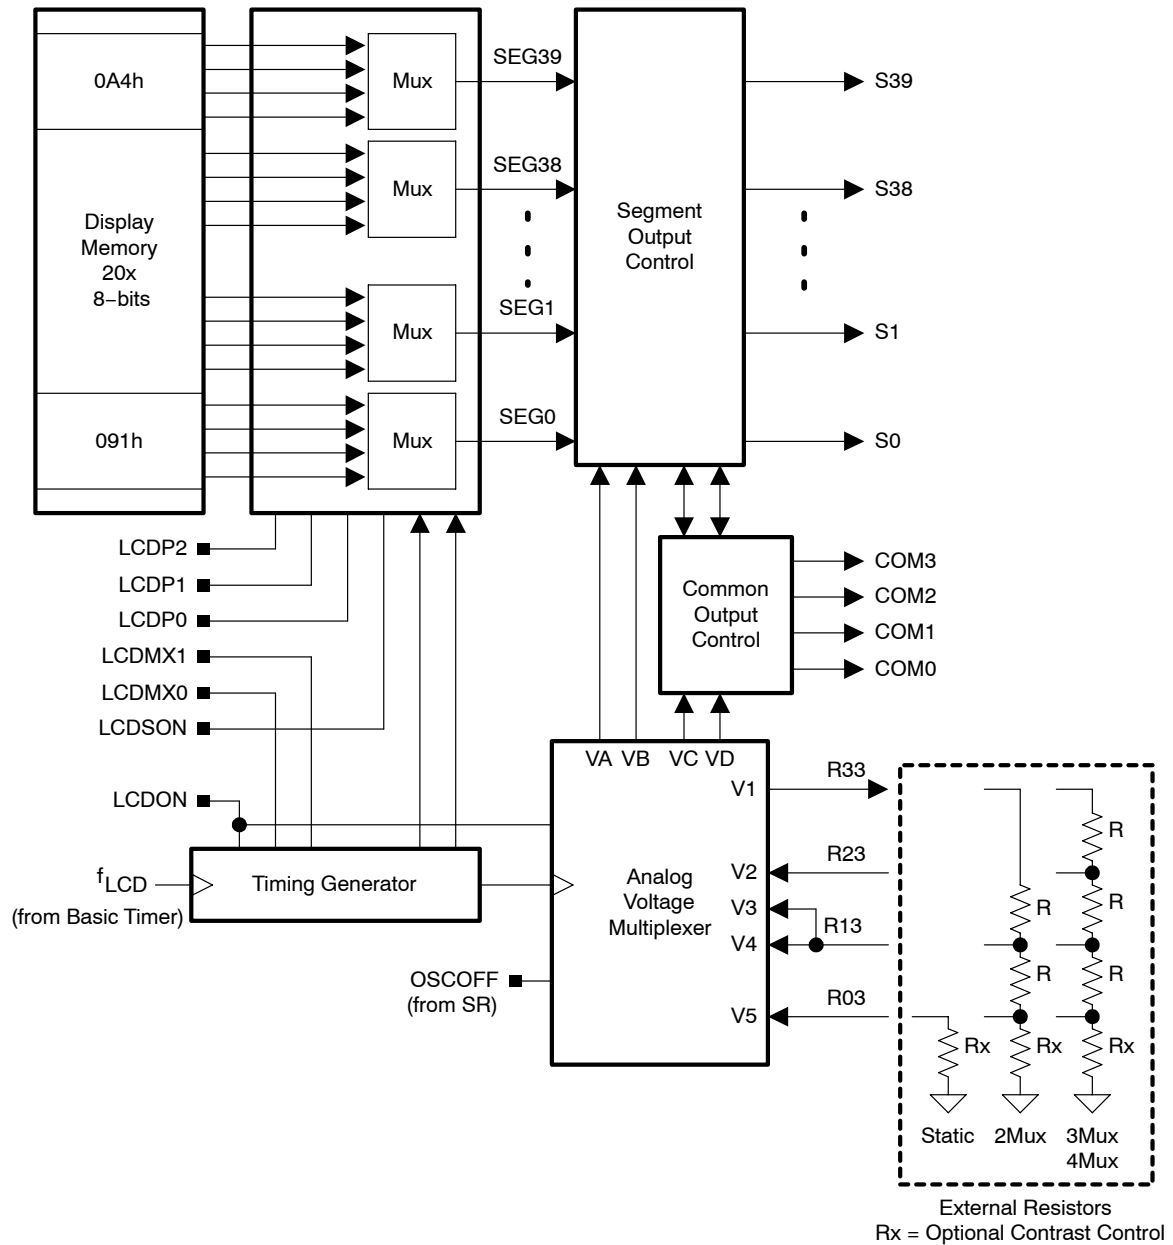 0A4h
Display
Memory
20x
8−bits
091h
Mux
Mux
Mux
Mux
SEG39
SEG38
SEG1
SEG0
Segment
Output
Control
S39
S38
S1
S0
LCDP2
LCDP1
LCDP0
LCDMX1
LCDMX0
LCDSON
LCDON
fLCD
(from Basic Timer)
Timing Generator
OSCOFF
(from SR)
Common
Output
Control
COM3
COM2
COM1
COM0
VA VB VC VD
V1
V2
V3
V4
V5
Analog
Voltage
Multiplexer
R33
R23
R13
R03
R
R
R
R
R
Rx
Rx
Rx
Static
2Mux
3Mux
4Mux
External Resistors
Rx = Optional Contrast Control